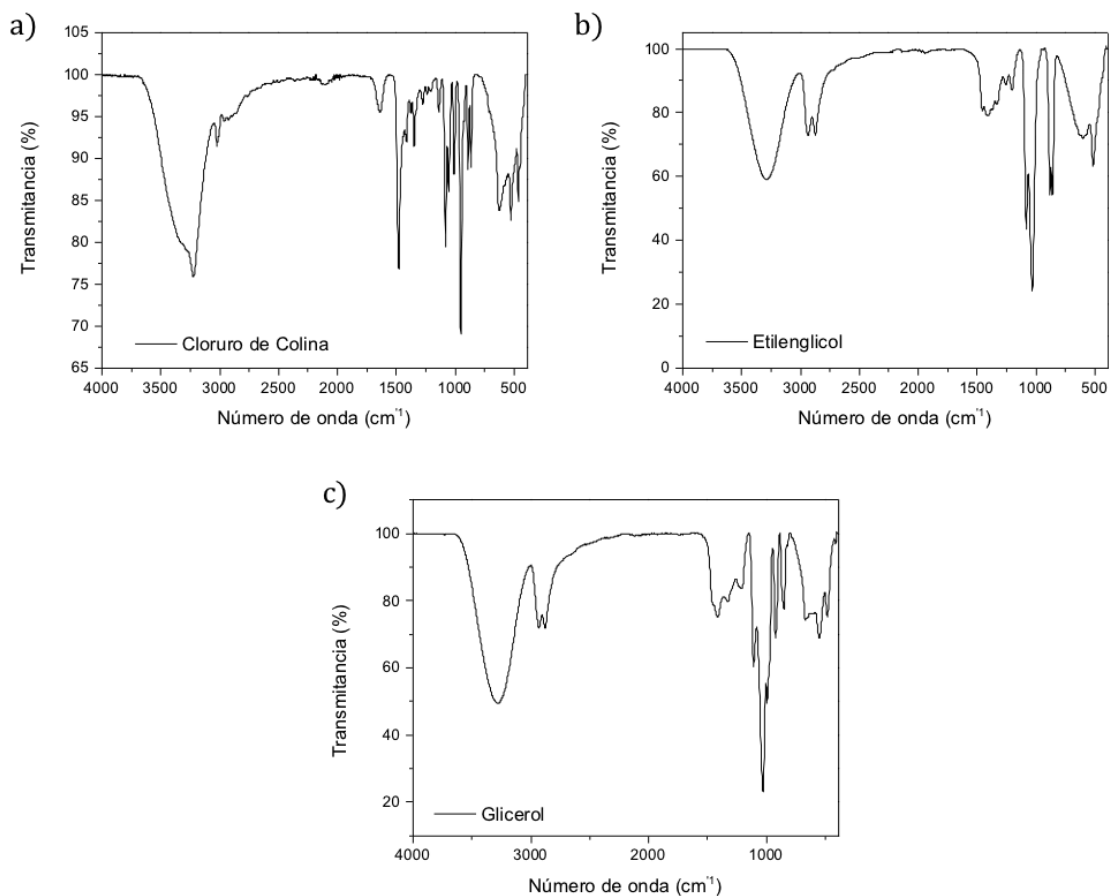 a)
105
100
95
90
85
80
75
70
65
Transmitancia (%)
Cloruro de Colina
4000 3500 3000 2500 2000 1500 1000 500
Número de onda (cm⁻¹)
b)
100
80
60
40
20
0
Transmitancia (%)
Etilenglicol
4000 3500 3000 2500 2000 1500 1000 500
Número de onda (cm⁻¹)
c)
100
80
60
40
20
Transmitancia (%)
Glicerol
4000 3000 2000 1000
Número de onda (cm⁻¹)